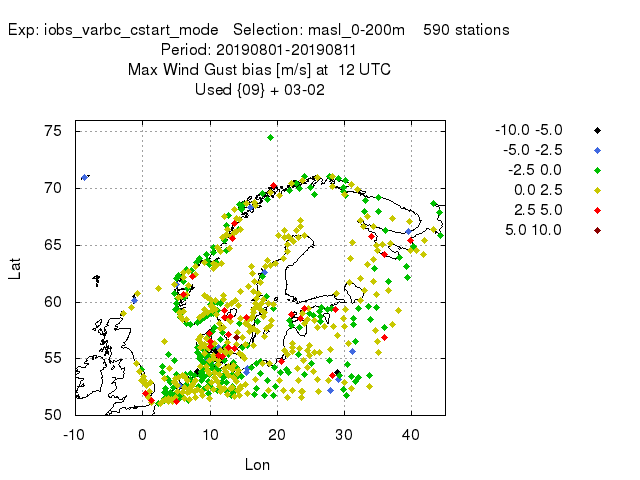 Exp: iobs_varbc_cstart_mode Selection: masl_0-200m 590 stations
Period: 20190801-20190811
Max Wind Gust bias [m/s] at 12 UTC
Used {09} + 03-02
-10.0 -5.0
-5.0 -2.5
-2.5 0.0
0.0 2.5
2.5 5.0
5.0 10.0
75
70
65
60
55
50
Lat
-10 0 10 20 30 40
Lon